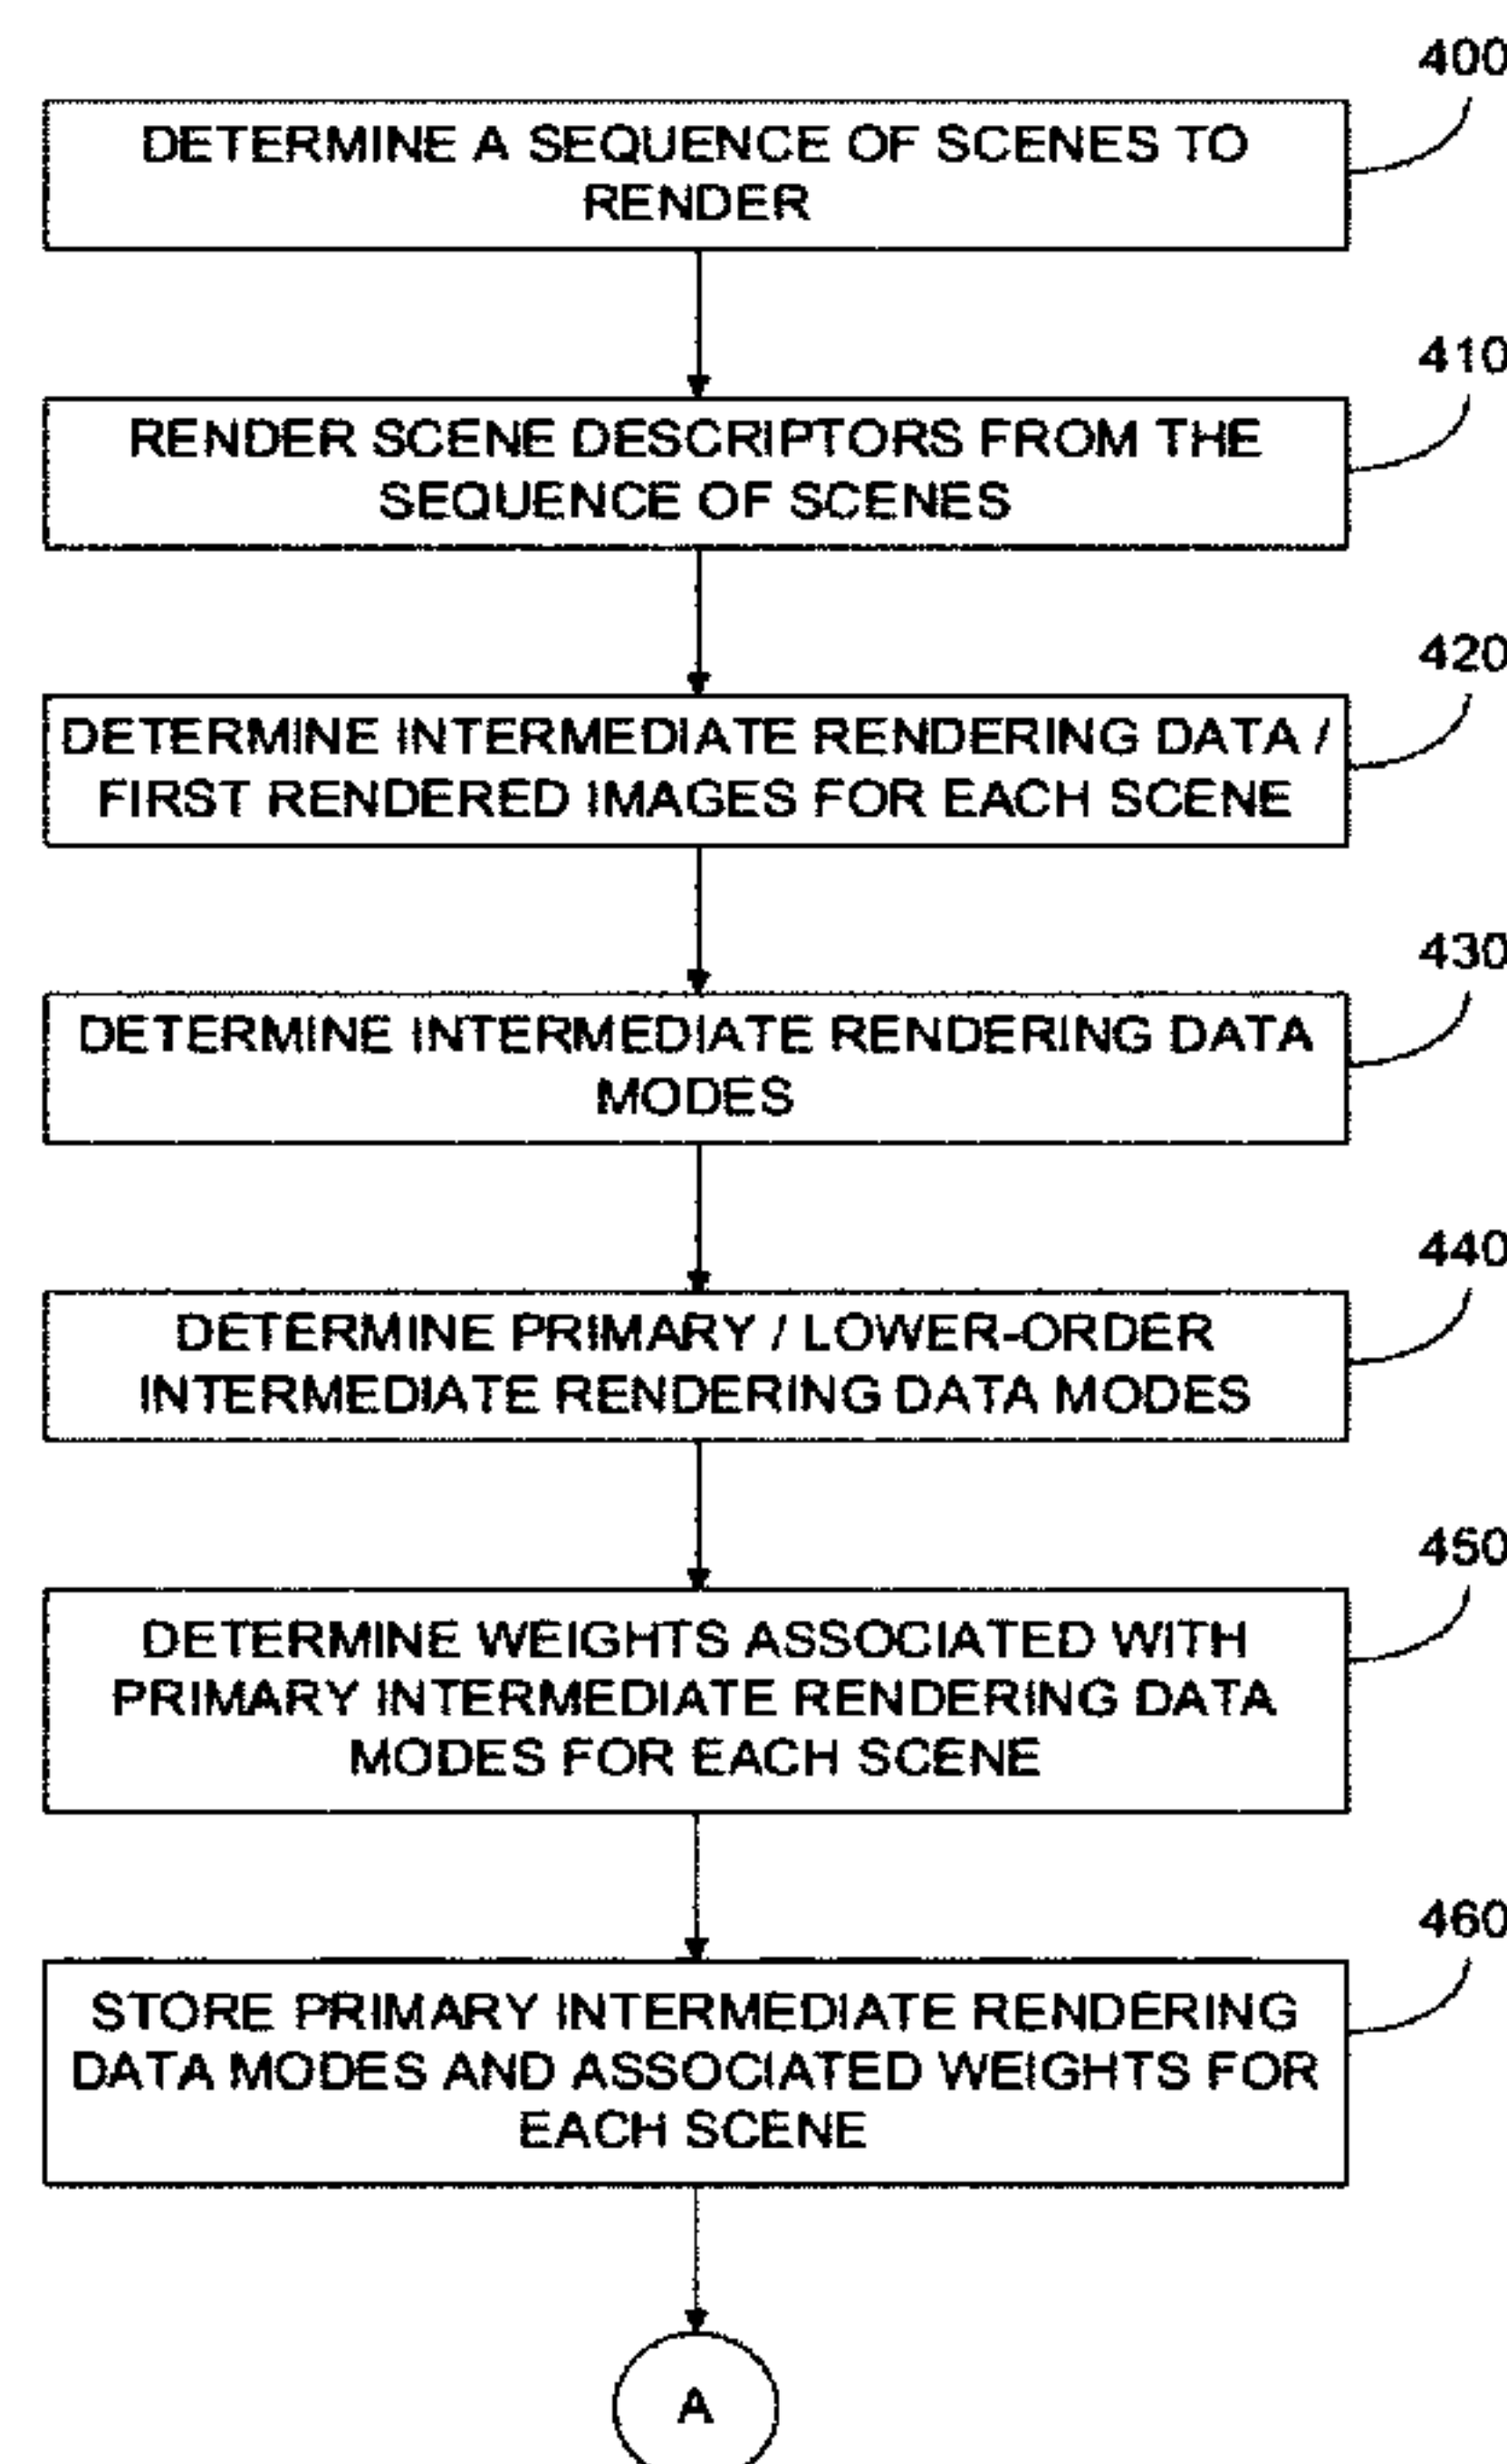 400
DETERMINE A SEQUENCE OF SCENES TO
RENDER
410
RENDER SCENE DESCRIPTORS FROM THE
SEQUENCE OF SCENES
420
DETERMINE INTERMEDIATE RENDERING DATA /
FIRST RENDERED IMAGES FOR EACH SCENE
430
DETERMINE INTERMEDIATE RENDERING DATA
MODES
440
DETERMINE PRIMARY / LOWER-ORDER
INTERMEDIATE RENDERING DATA MODES
450
DETERMINE WEIGHTS ASSOCIATED WITH
PRIMARY INTERMEDIATE RENDERING DATA
MODES FOR EACH SCENE
460
STORE PRIMARY INTERMEDIATE RENDERING
DATA MODES AND ASSOCIATED WEIGHTS FOR
EACH SCENE
A